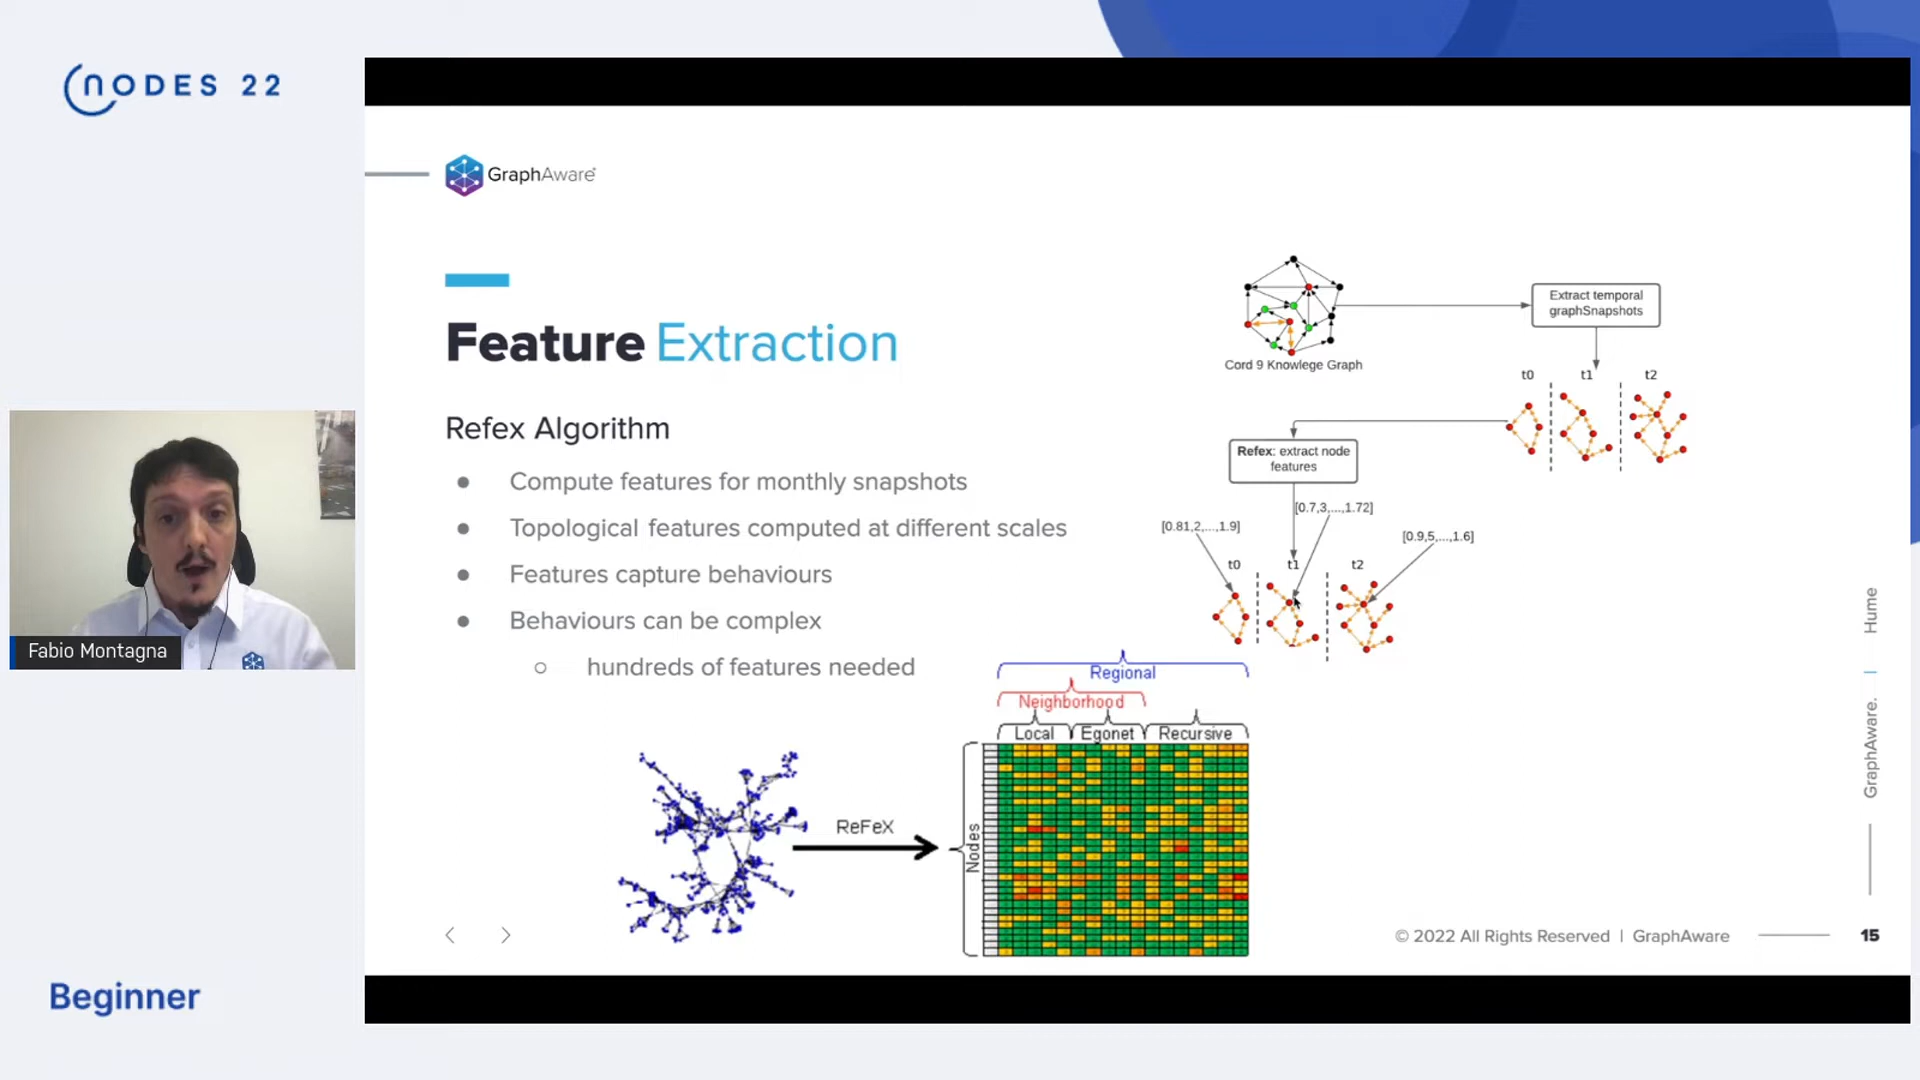 NODES 22
GraphAware
Feature Extraction
Refex Algorithm
● Compute features for monthly snapshots
● Topological features computed at different scales
● Features capture behaviours
● Behaviours can be complex
○ hundreds of features needed
Cord 9 Knowlege Graph
Extract temporal
graphSnapshots
t0 t1 t2
Refex: extract node
features
[0.7,3,...,1.72]
[0.81,2,...,1.9]
[0.9,5,...,1.6]
t0 t1 t2
Regional
Neighborhood
Local Egonet Recursive
Nodes
ReFeX
Fabio Montagna
Beginner
GraphAware. | Hume
© 2022 All Rights Reserved | GraphAware
15